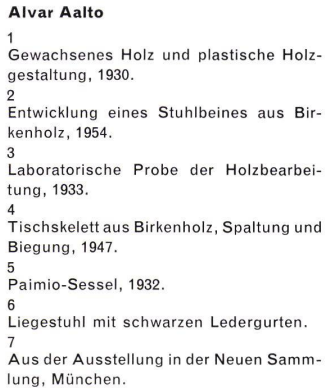 Alvar Aalto
1
Gewachsenes Holz und plastische Holz-
gestaltung, 1930.
2
Entwicklung eines Stuhlbeines aus Bir-
kenholz, 1954.
3
Laboratorische Probe der Holzbearbei-
tung, 1933.
4
Tischskelett aus Birkenholz, Spaltung und
Biegung, 1947.
5
Paimio-Sessel, 1932.
6
Liegestuhl mit schwarzen Ledergurten.
7
Aus der Ausstellung in der Neuen Samm-
lung, München.